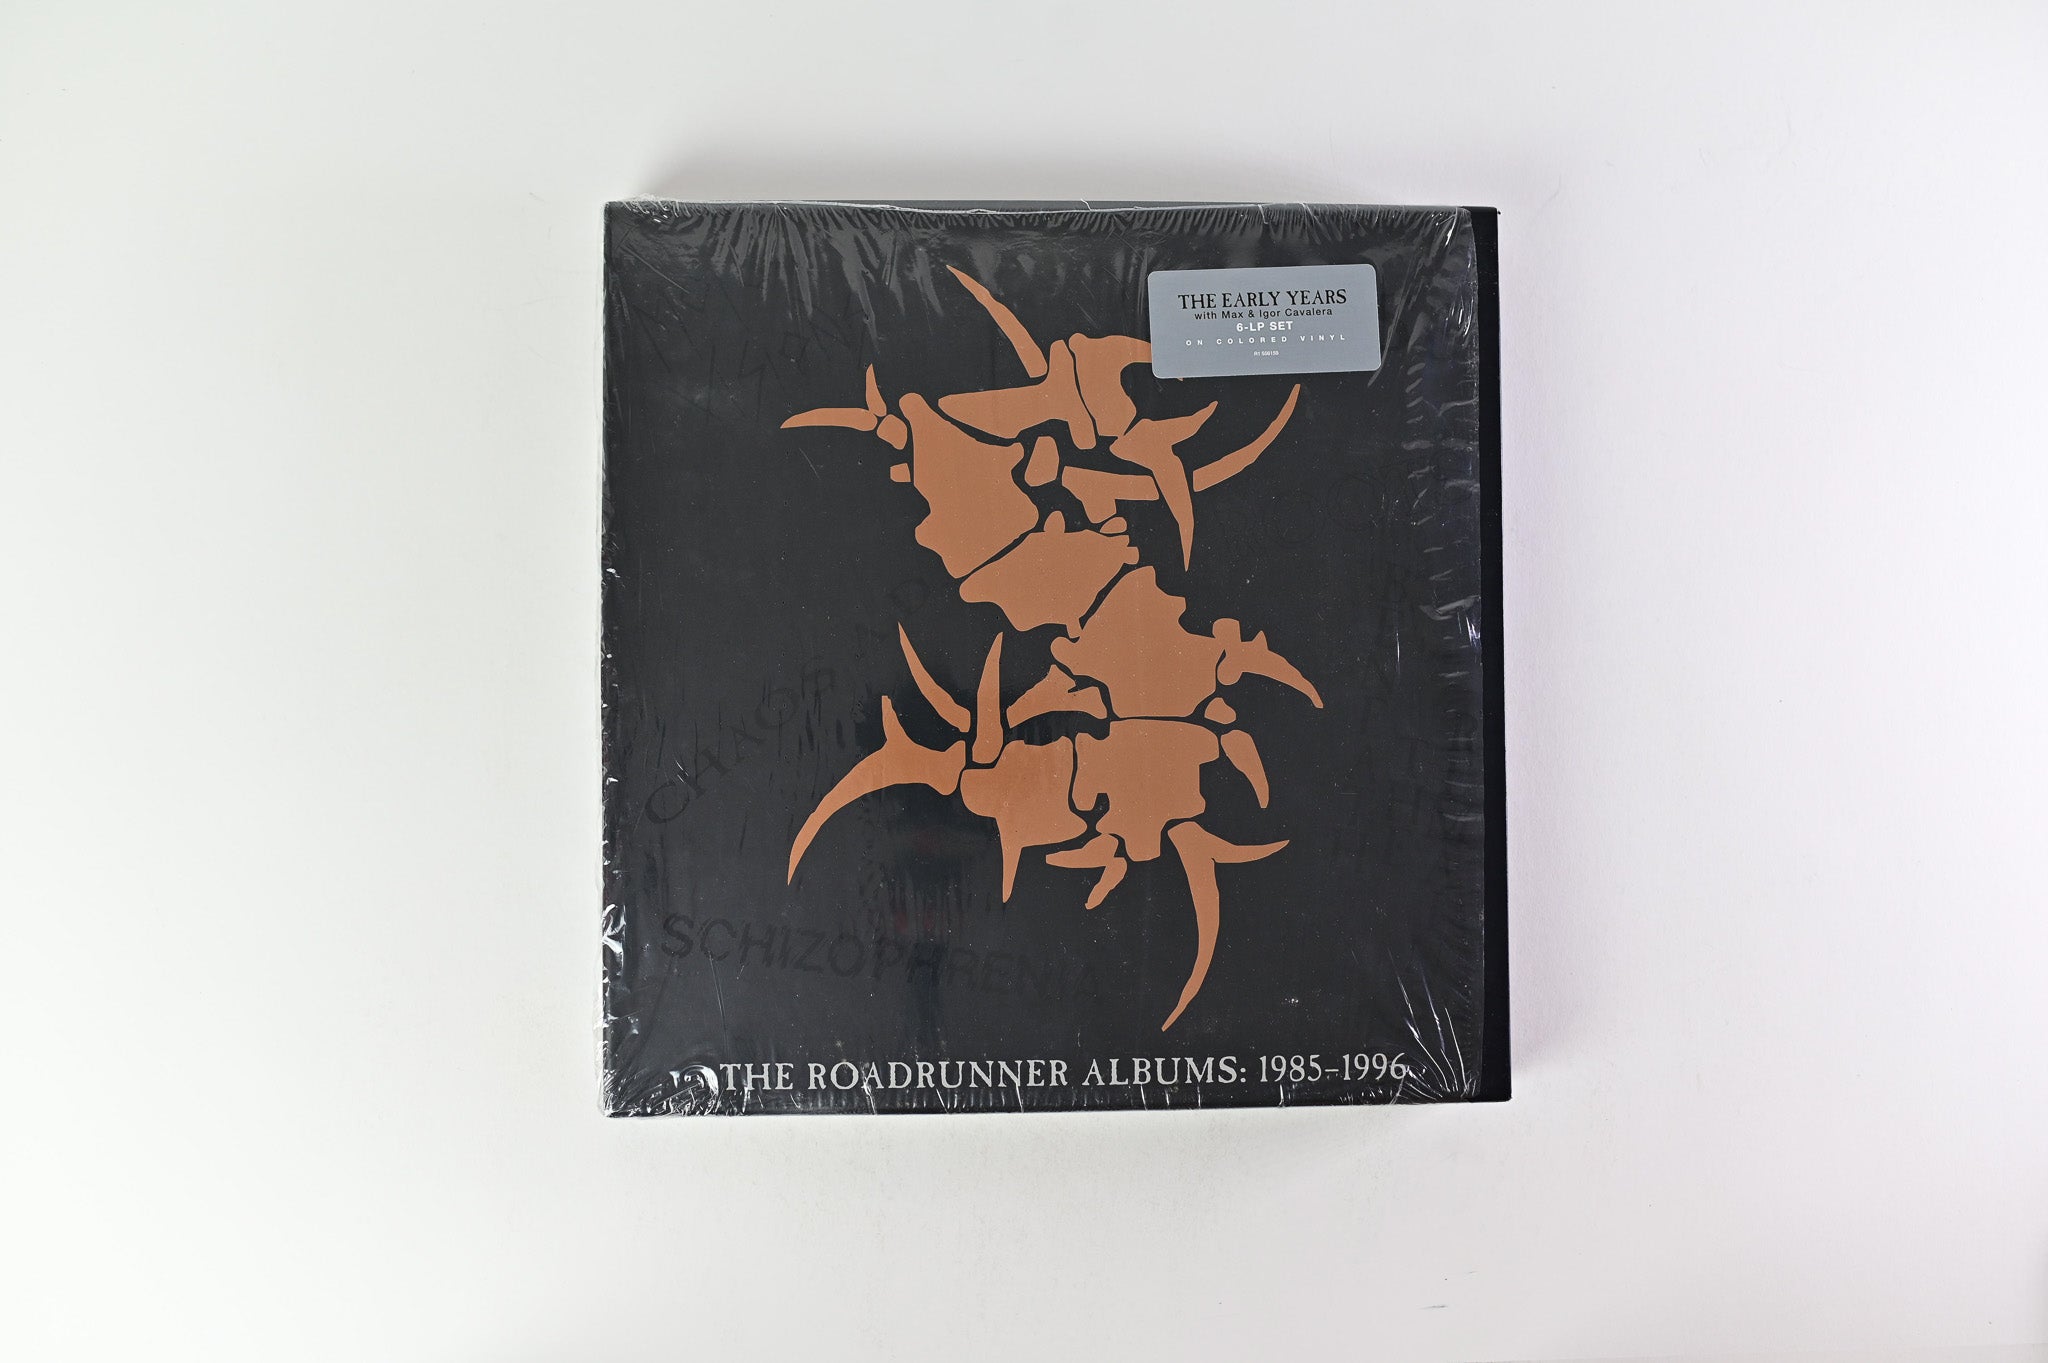 THE EARLY YEARS
with Max & Igor Cavalera
6-LP SET
ON COLORED VINYL
CHAOS A.D.
SCHIZOPHRENIA
THE ROADRUNNER ALBUMS: 1985–1996